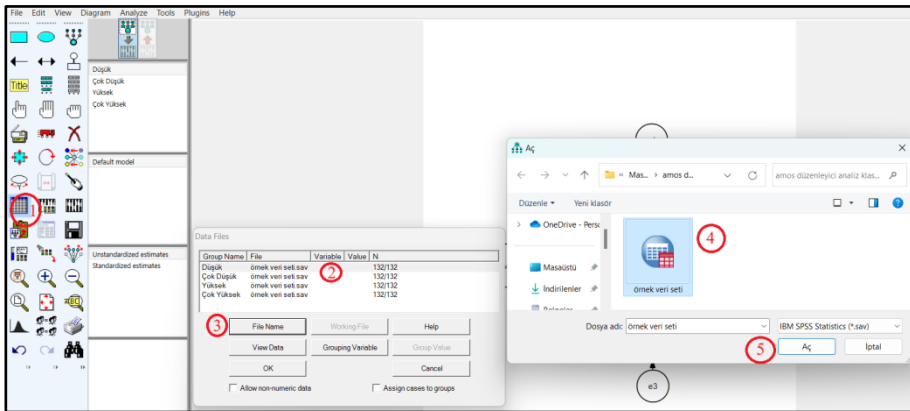 File Edit View Diagram Analyze Tools Plugins Help
Title
1
Düşük
Çok Düşük
Yüksek
Çok Yüksek
Default model
Unstandardized estimates
Standardized estimates
Data Files
Group Name File Variable Value N
Düşük örnek veri seti.sav 132/132
Çok Düşük örnek veri seti.sav 132/132
Yüksek örnek veri seti.sav 132/132
Çok Yüksek örnek veri seti.sav 132/132
2
3
File Name Working File Help
View Data Grouping Variable Group Value
OK Cancel
Allow non-numeric data Assign cases to groups
e3
Aç
Mas... amos d... amos düzenleyici analiz klas...
Düzenle Yeni klasör
OneDrive - Perso
Masaüstü
İndirilenler
4
örnek veri seti
Dosya adı: örnek veri seti IBM SPSS Statistics (*.sav)
5
Aç İptal